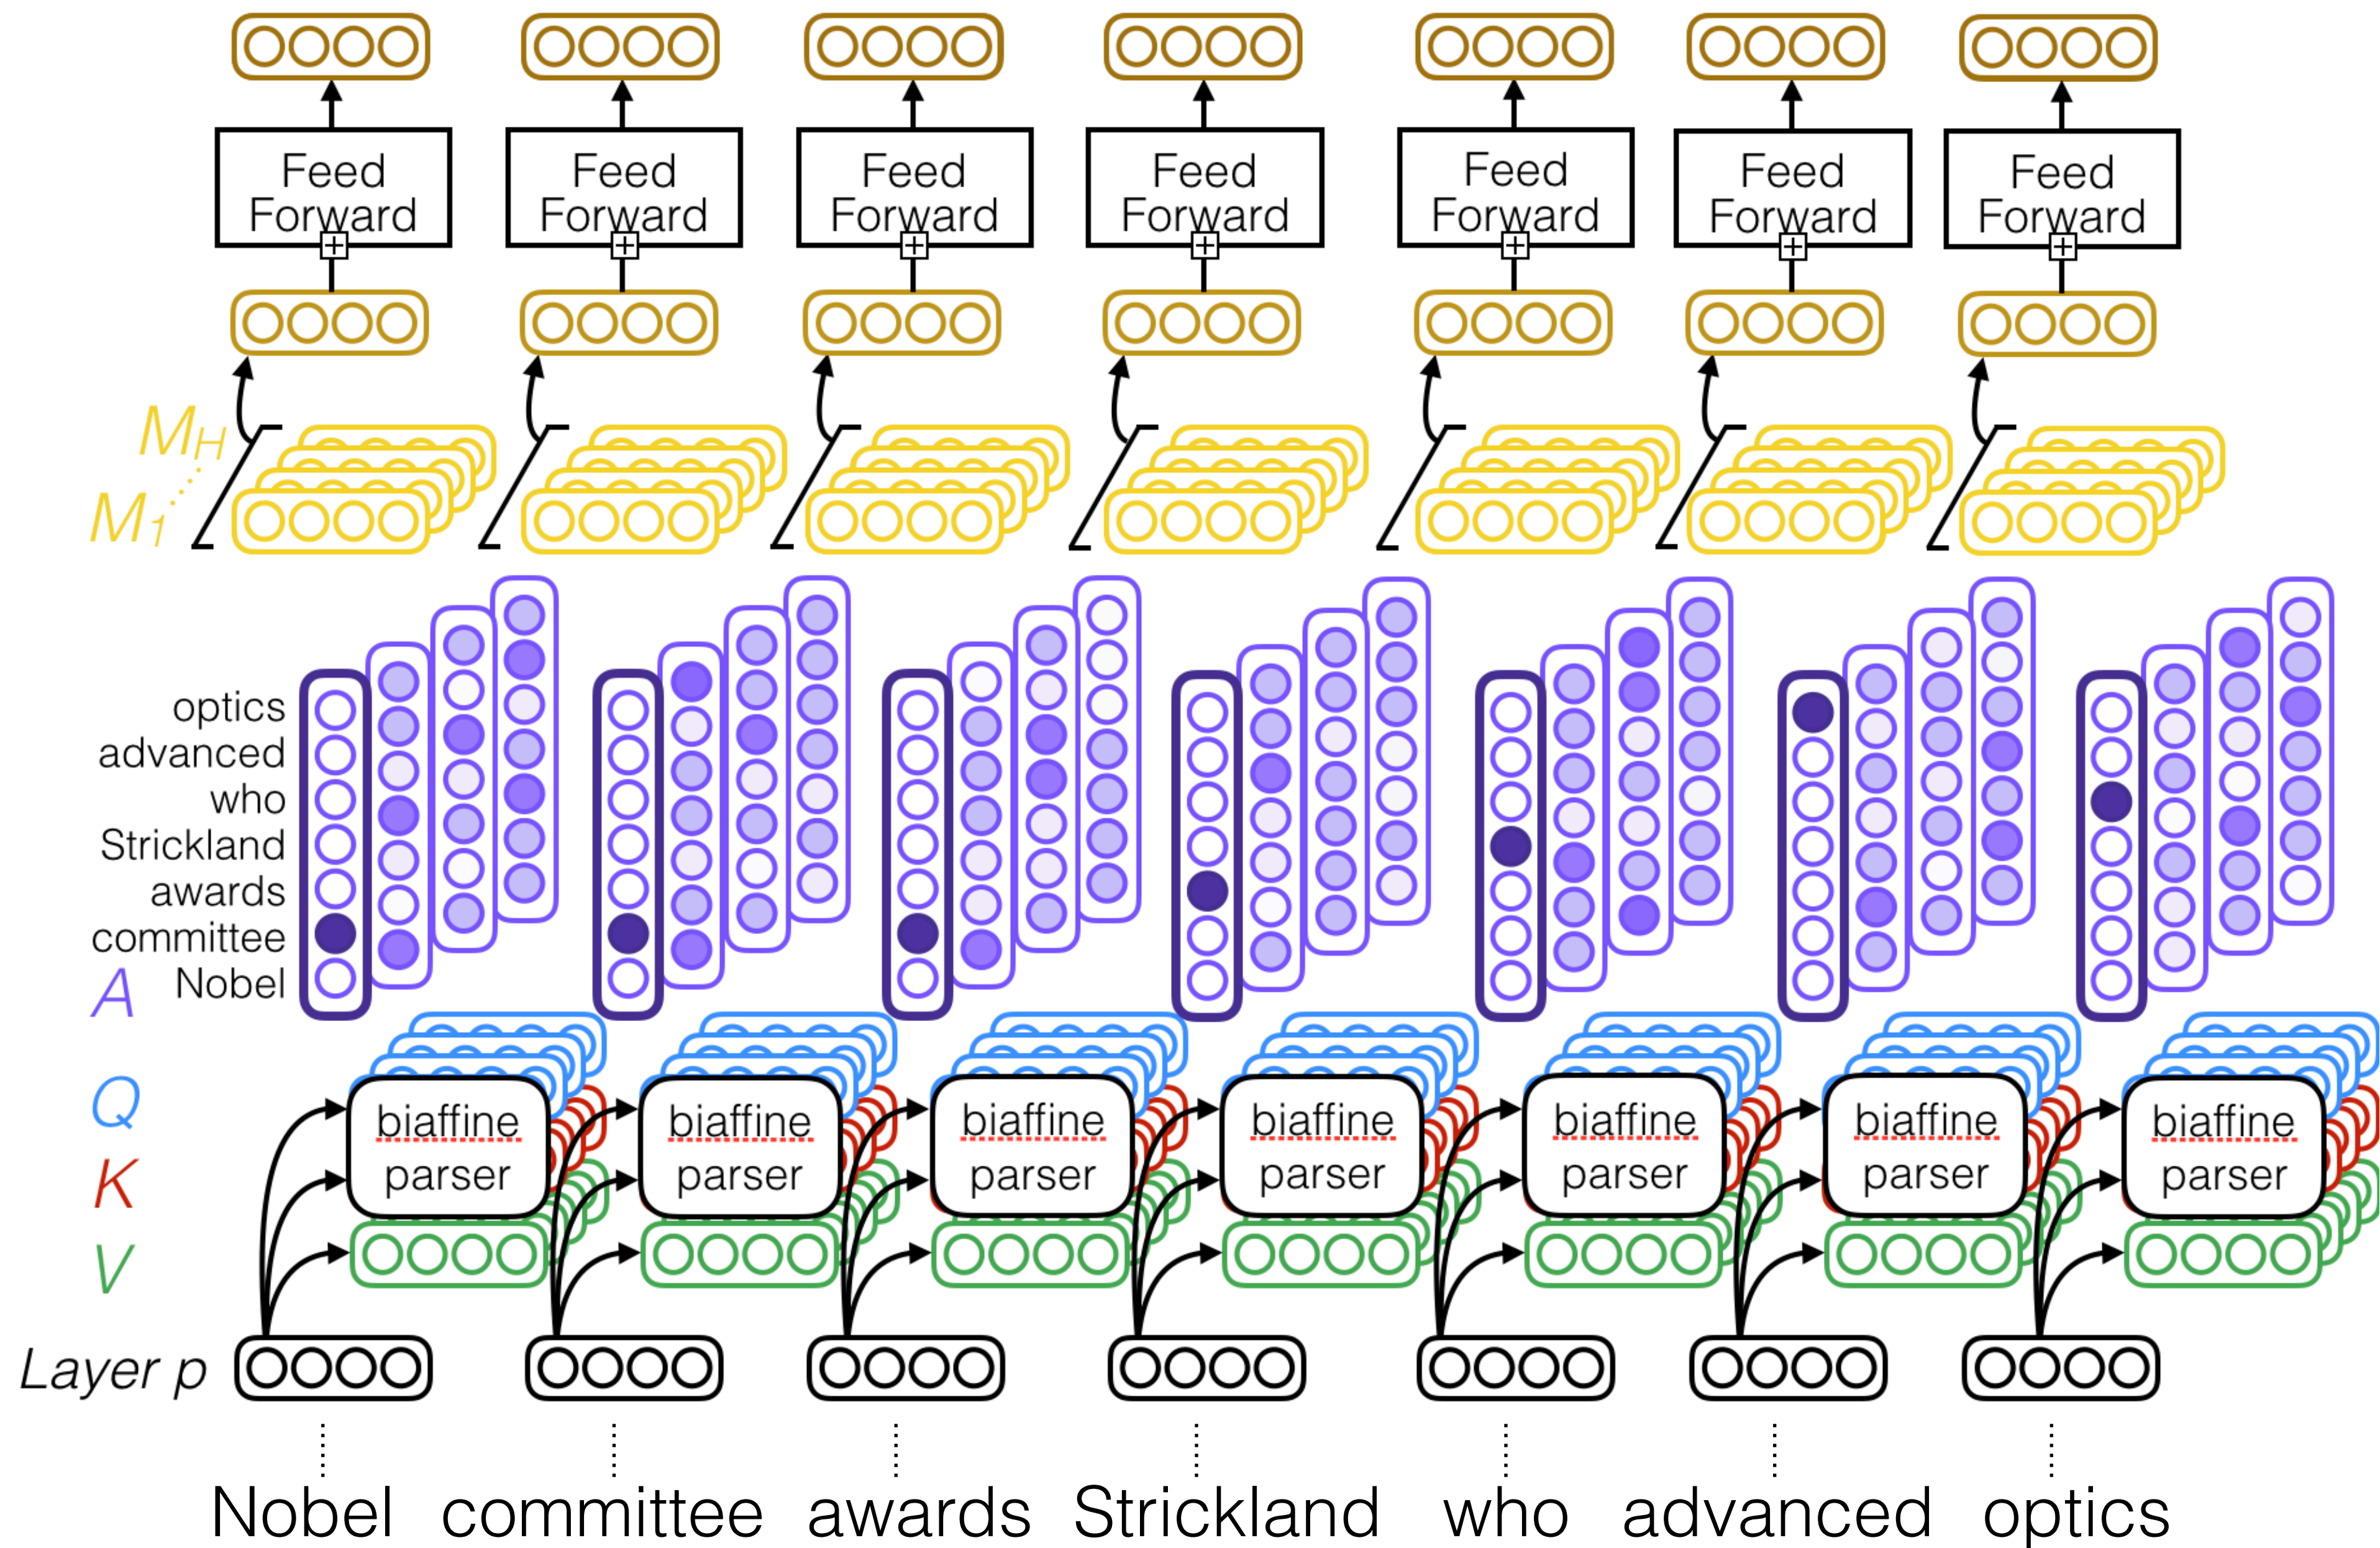 Feed Forward
Feed Forward
Feed Forward
Feed Forward
Feed Forward
Feed Forward
Feed Forward
M_H
M_1
optics
advanced
who
Strickland
awards
committee
Nobel
A
Q
K
V
biaffine parser
biaffine parser
biaffine parser
biaffine parser
biaffine parser
biaffine parser
biaffine parser
Layer p
Nobel committee awards Strickland who advanced optics